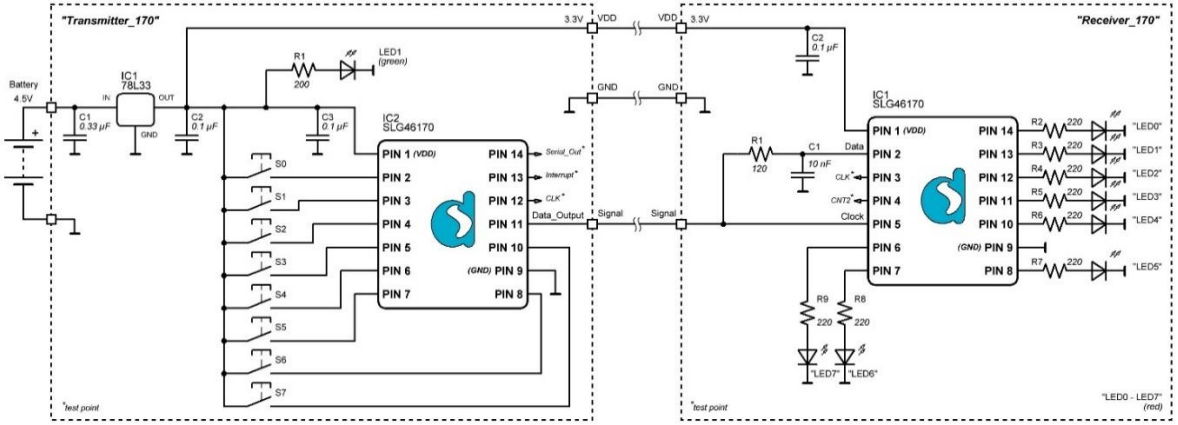 "Transmitter_170"
3.3V VDD
VDD 3.3V
"Receiver_170"
LED1
(green)
R1
200
C2
0.1 µF
Battery
4.5V
IC1
78L33
IN
OUT
GND
C1
0.33 µF
C2
0.1 µF
C3
0.1 µF
GND
GND
IC2
SLG46170
PIN 1 (VDD)
PIN 2
PIN 3
PIN 4
PIN 5
PIN 6
PIN 7
PIN 14
PIN 13
PIN 12
PIN 11
PIN 10
(GND) PIN 9
PIN 8
Serial_Out*
Interrupt*
CLK*
Data_Output
Signal
Signal
S0
S1
S2
S3
S4
S5
S6
S7
*test point
IC1
SLG46170
R1
120
C1
10 nF
Data
CLK*
CNT2*
Clock
PIN 1 (VDD)
PIN 2
PIN 3
PIN 4
PIN 5
PIN 6
PIN 7
PIN 14
PIN 13
PIN 12
PIN 11
PIN 10
(GND) PIN 9
PIN 8
R2 220 "LED0"
R3 220 "LED1"
R4 220 "LED2"
R5 220 "LED3"
R6 220 "LED4"
R7 220 "LED5"
R9
220
R8
220
"LED7"
"LED6"
*test point
"LED0 - LED7"
(red)